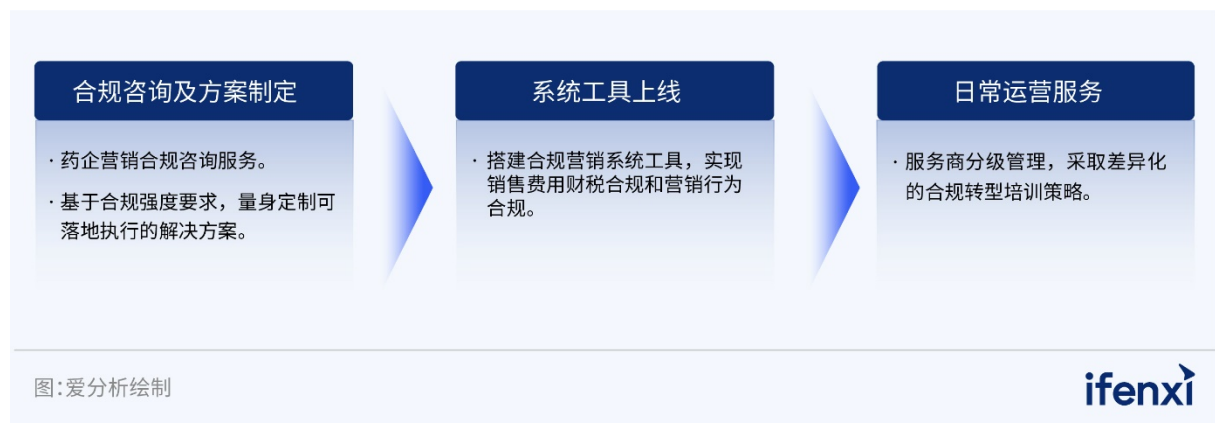 合规咨询及方案制定
· 药企营销合规咨询服务。
· 基于合规强度要求，量身定制可
落地执行的解决方案。
系统工具上线
· 搭建合规营销系统工具，实现
销售费用财税合规和营销行为
合规。
日常运营服务
· 服务商分级管理，采取差异化
的合规转型培训策略。
图:爱分析绘制
ifenxi